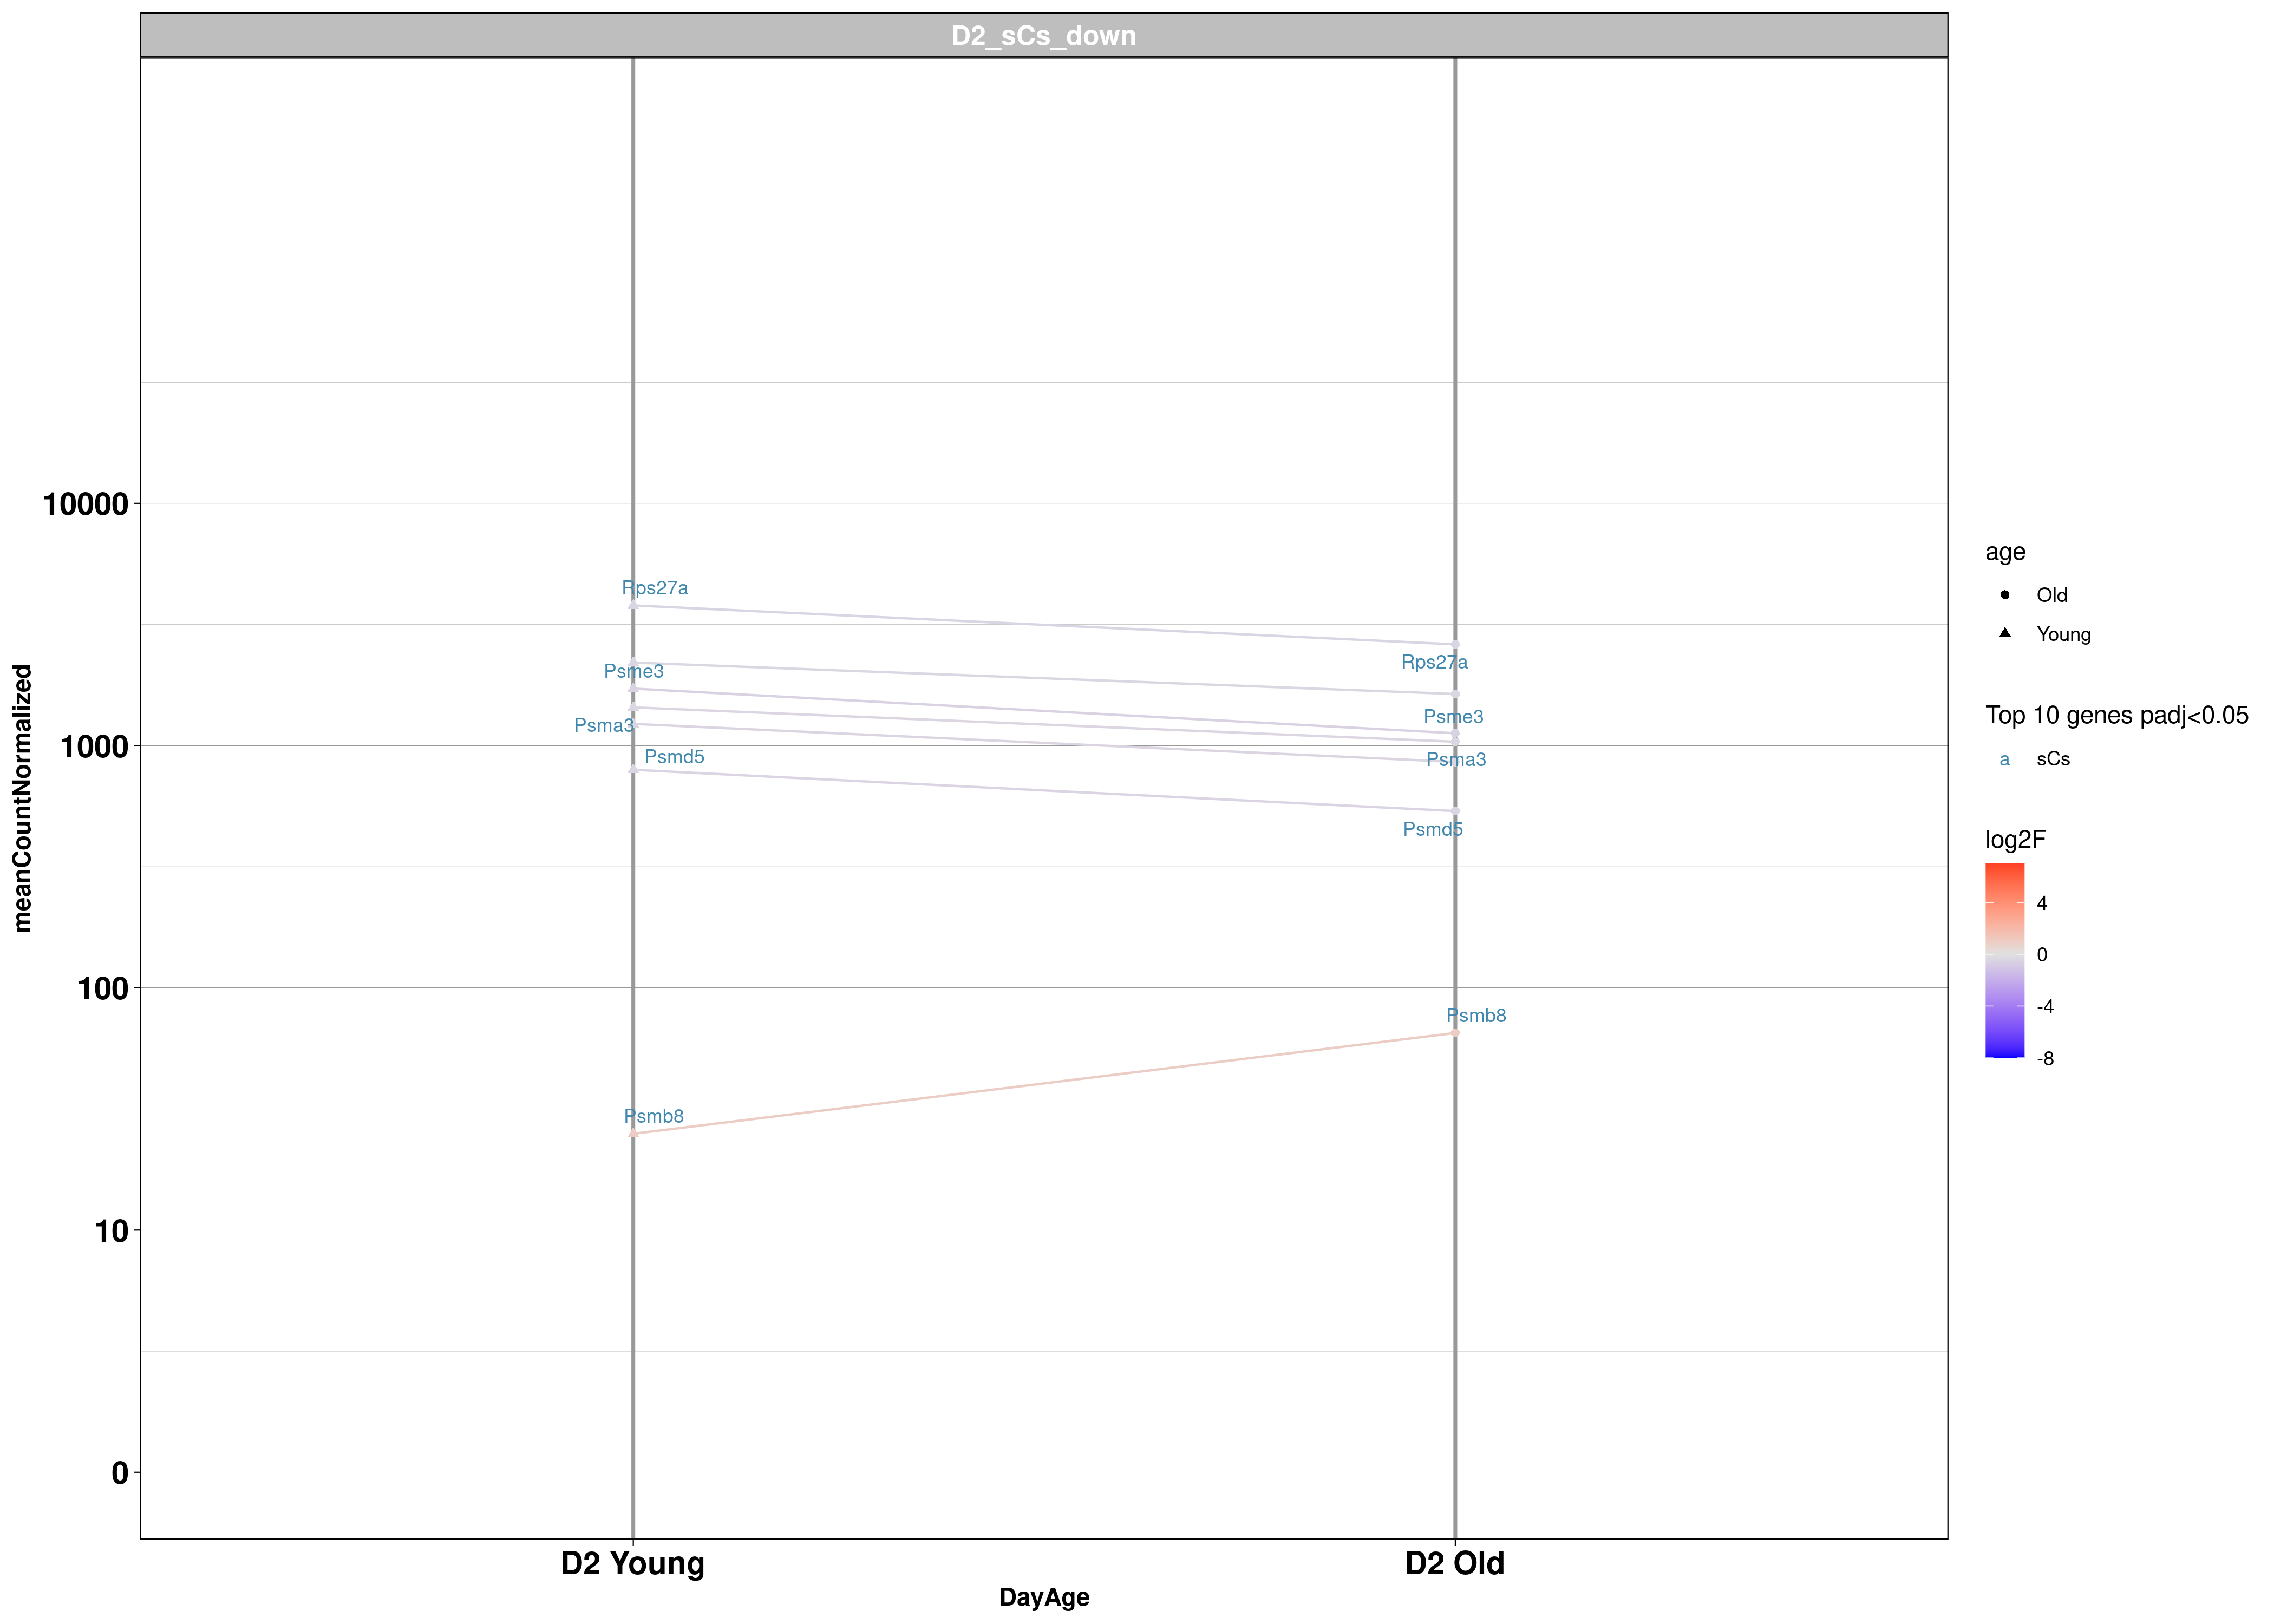 D2_sCs_down
meanCountNormalized
10000
1000
100
10
0
Rps27a
Psme3
Psma3
Psmd5
Psmb8
Rps27a
Psme3
Psma3
Psmd5
Psmb8
D2 Young
D2 Old
DayAge
age
Old
Young
Top 10 genes padj<0.05
a sCs
log2F
4
0
-4
-8